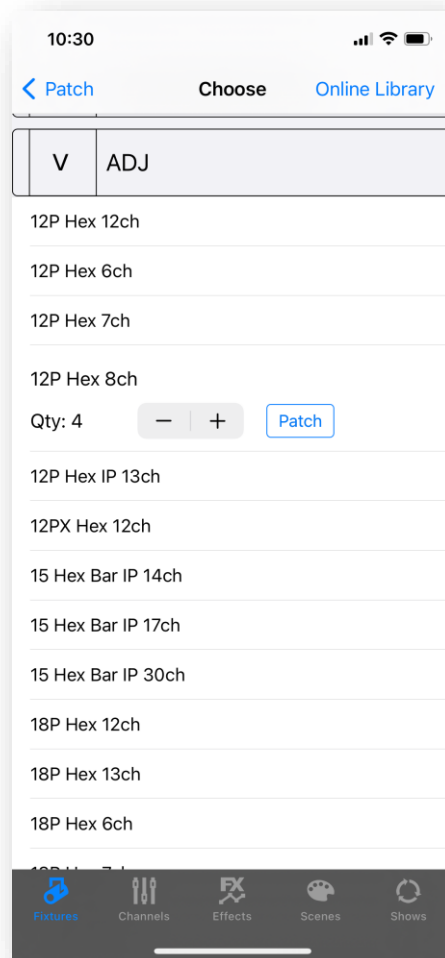 10:30
Patch Choose Online Library
V ADJ
12P Hex 12ch
12P Hex 6ch
12P Hex 7ch
12P Hex 8ch
Qty: 4 − + Patch
12P Hex IP 13ch
12PX Hex 12ch
15 Hex Bar IP 14ch
15 Hex Bar IP 17ch
15 Hex Bar IP 30ch
18P Hex 12ch
18P Hex 13ch
18P Hex 6ch
FX
Fixtures Channels Effects Scenes Shows